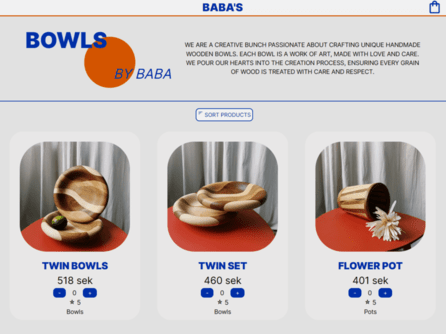 BABA'S
BOWLS
BY BABA
WE ARE A CREATIVE BUNCH PASSIONATE ABOUT CRAFTING UNIQUE HANDMADE
WOODEN BOWLS. EACH BOWL IS A WORK OF ART, MADE WITH LOVE AND CARE.
WE POUR OUR HEARTS INTO THE CREATION PROCESS, ENSURING EVERY GRAIN
OF WOOD IS TREATED WITH CARE AND RESPECT.
SORT PRODUCTS
TWIN BOWLS
518 sek
- 0 +
★ 5
Bowls
TWIN SET
460 sek
- 0 +
★ 5
Bowls
FLOWER POT
401 sek
- 0 +
★ 5
Pots